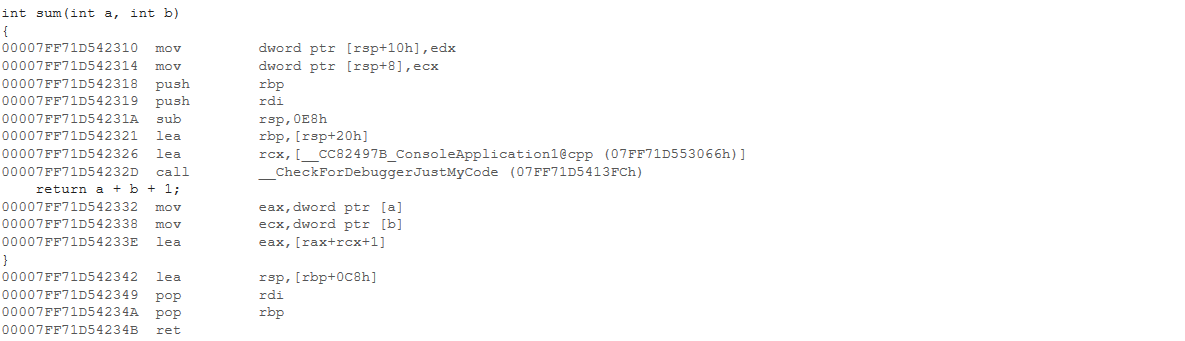 int sum(int a, int b)
{
00007FF71D542310  mov         dword ptr [rsp+10h],edx
00007FF71D542314  mov         dword ptr [rsp+8],ecx
00007FF71D542318  push        rbp
00007FF71D542319  push        rdi
00007FF71D54231A  sub         rsp,0E8h
00007FF71D542321  lea         rbp,[rsp+20h]
00007FF71D542326  lea         rcx,[__CC82497B_ConsoleApplication1@cpp (07FF71D553066h)]
00007FF71D54232D  call        __CheckForDebuggerJustMyCode (07FF71D5413FCh)
    return a + b + 1;
00007FF71D542332  mov         eax,dword ptr [a]
00007FF71D542338  mov         ecx,dword ptr [b]
00007FF71D54233E  lea         eax,[rax+rcx+1]
}
00007FF71D542342  lea         rsp,[rbp+0C8h]
00007FF71D542349  pop         rdi
00007FF71D54234A  pop         rbp
00007FF71D54234B  ret